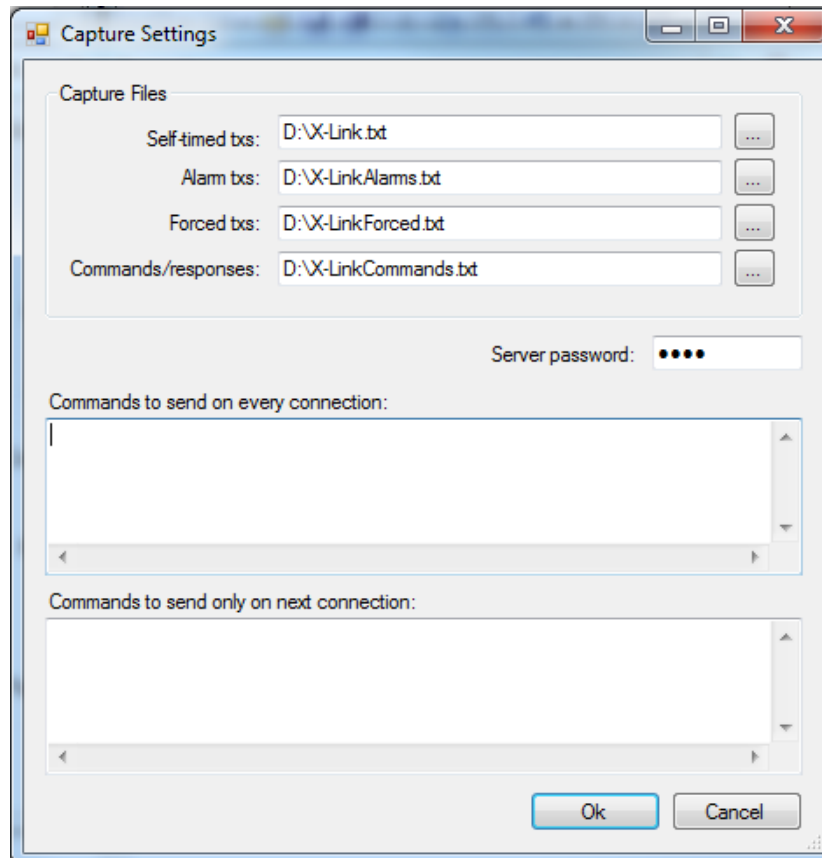 Capture Settings
Capture Files
Self-timed txs: D:\X-Link.txt ...
Alarm txs: D:\X-LinkAlarms.txt ...
Forced txs: D:\X-LinkForced.txt ...
Commands/responses: D:\X-LinkCommands.txt ...
Server password: ●●●●
Commands to send on every connection:
Commands to send only on next connection:
Ok Cancel